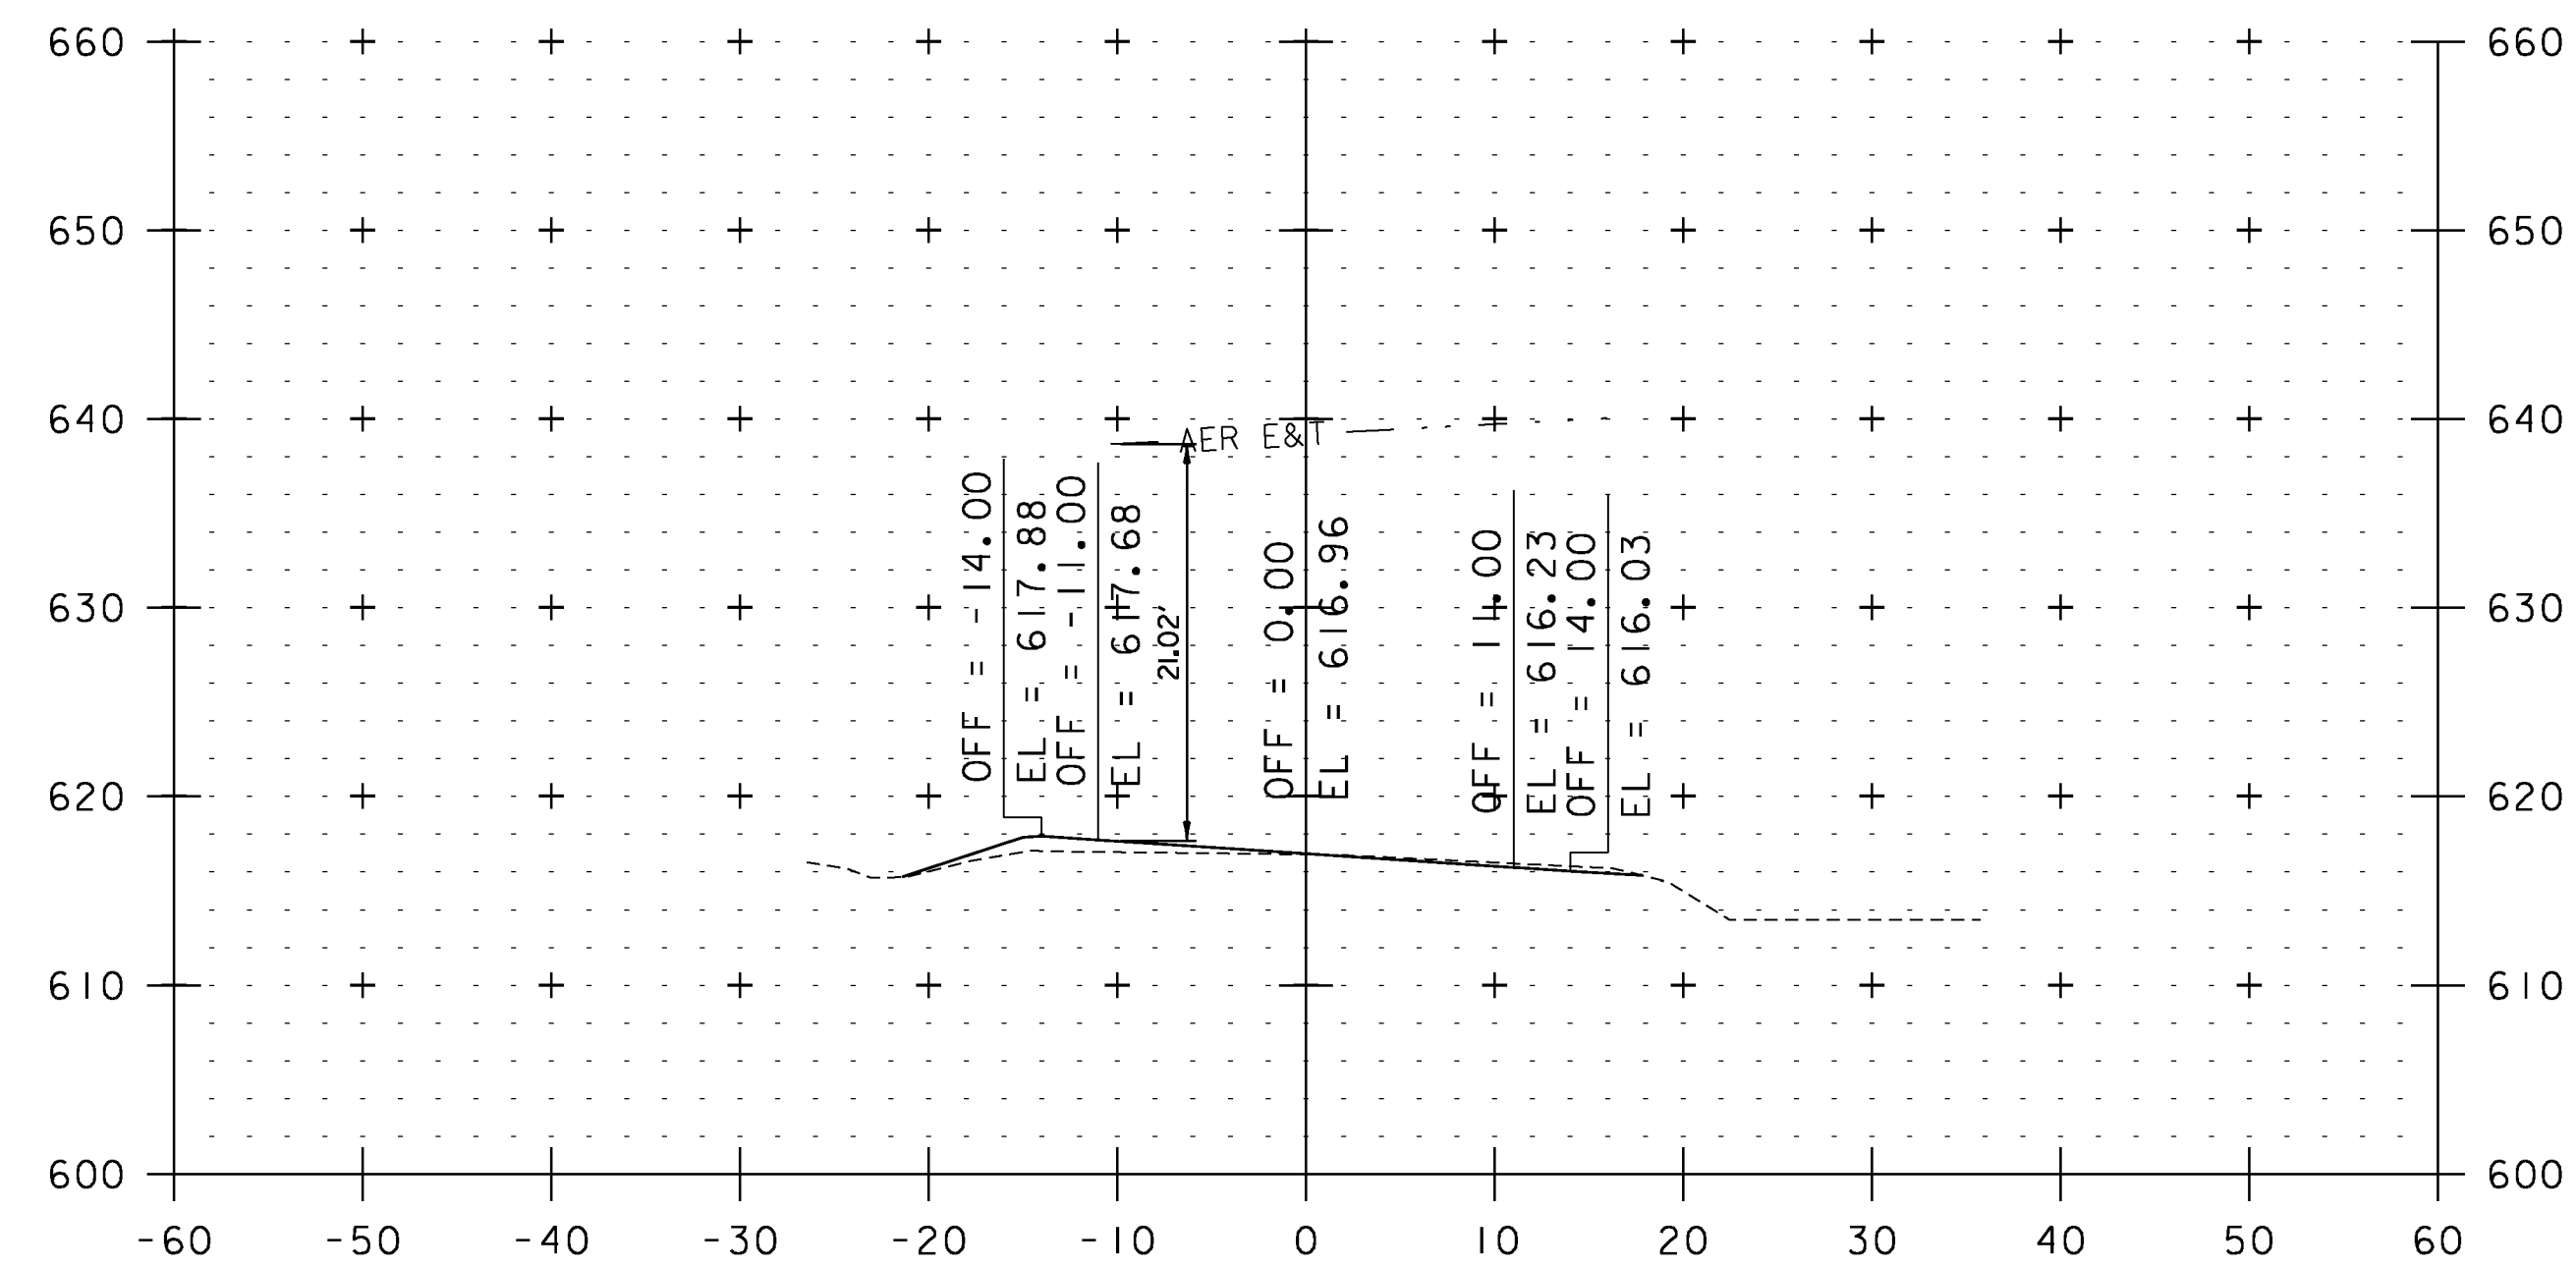 660 660
650 650
640 640
AER E&T
OFF = -14.00
EL = 617.88
OFF = -11.00
EL = 617.68
21.02'
OFF = 0.00
EL = 616.96
OFF = 11.00
EL = 616.23
OFF = 14.00
EL = 616.03
630 630
620 620
610 610
600 600
-60 -50 -40 -30 -20 -10 0 10 20 30 40 50 60